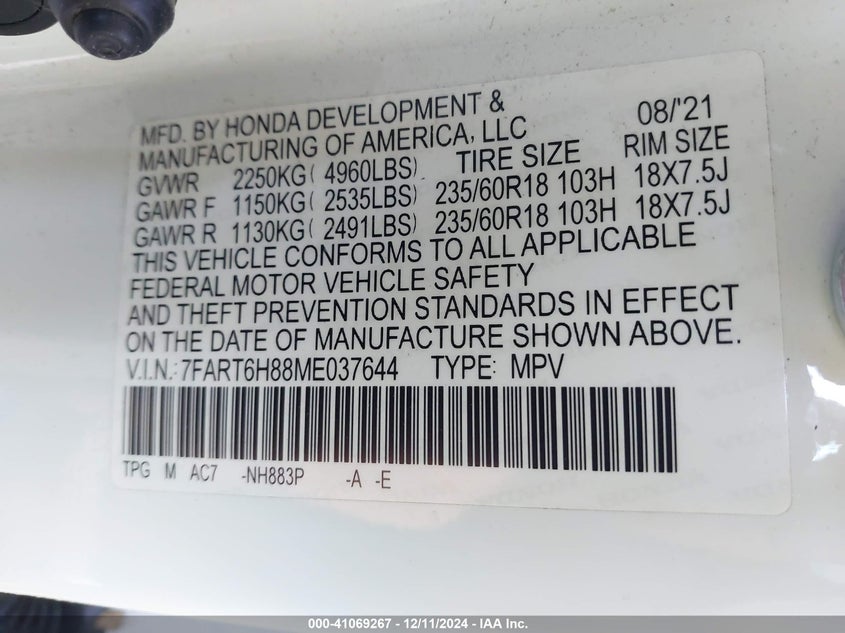 MFD. BY HONDA DEVELOPMENT & 08/'21
MANUFACTURING OF AMERICA, LLC TIRE SIZE RIM SIZE
GVWR 2250KG( 4960LBS)
GAWR F 1150KG( 2535LBS) 235/60R18 103H 18X7.5J
GAWR R 1130KG( 2491LBS) 235/60R18 103H 18X7.5J
THIS VEHICLE CONFORMS TO ALL APPLICABLE
FEDERAL MOTOR VEHICLE SAFETY
AND THEFT PREVENTION STANDARDS IN EFFECT
ON THE DATE OF MANUFACTURE SHOWN ABOVE.
V.I.N.:7FART6H88ME037644 TYPE: MPV
TPG M AC7 -NH883P -A -E
000-41069267 - 12/11/2024 - IAA Inc.